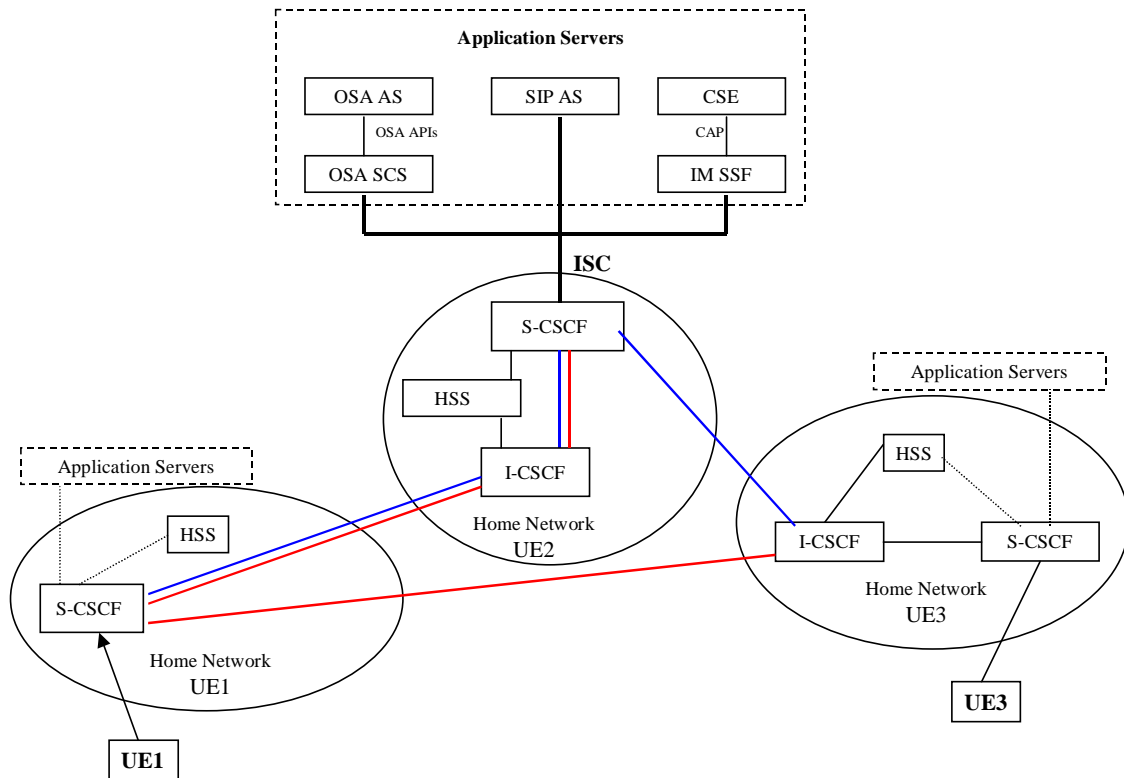 Application Servers
OSA AS
SIP AS
CSE
OSA APIs
CAP
OSA SCS
IM SSF
ISC
S-CSCF
HSS
I-CSCF
Home Network
UE2
Application Servers
HSS
I-CSCF
S-CSCF
Home Network
UE3
UE3
Application Servers
HSS
S-CSCF
Home Network
UE1
UE1